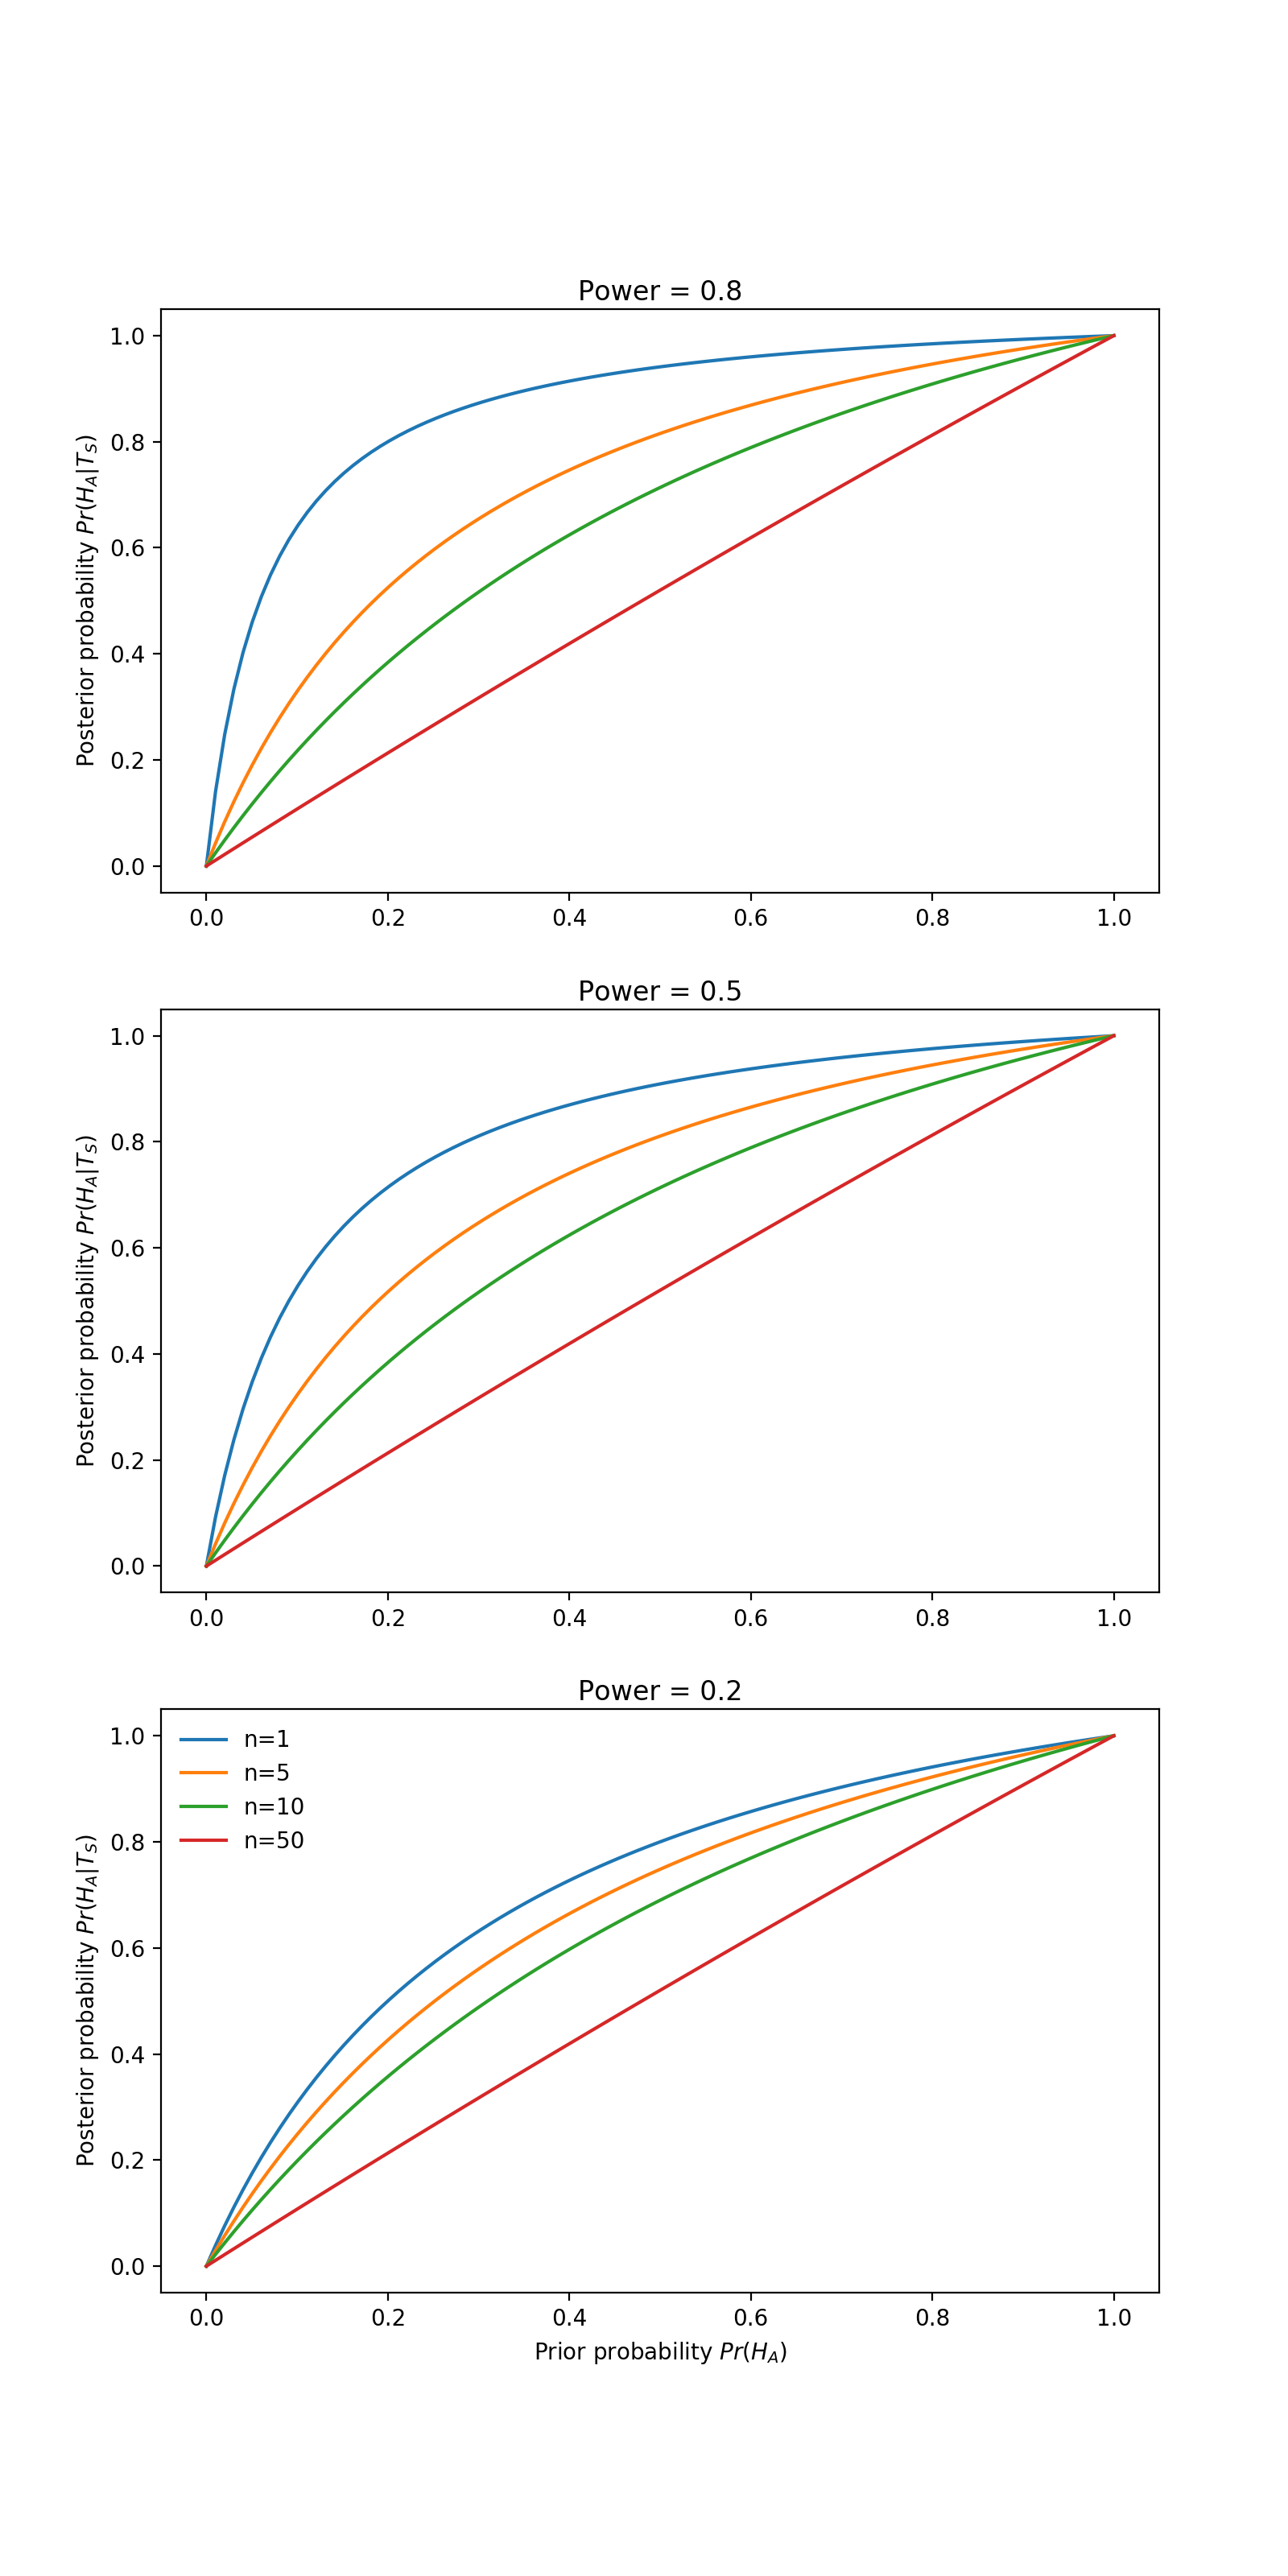 Power = 0.8
Posterior probability Pr(H_A|T_S)
1.0
0.8
0.6
0.4
0.2
0.0
0.0 0.2 0.4 0.6 0.8 1.0
Power = 0.5
Posterior probability Pr(H_A|T_S)
1.0
0.8
0.6
0.4
0.2
0.0
0.0 0.2 0.4 0.6 0.8 1.0
Power = 0.2
Posterior probability Pr(H_A|T_S)
1.0
0.8
0.6
0.4
0.2
0.0
n=1
n=5
n=10
n=50
0.0 0.2 0.4 0.6 0.8 1.0
Prior probability Pr(H_A)